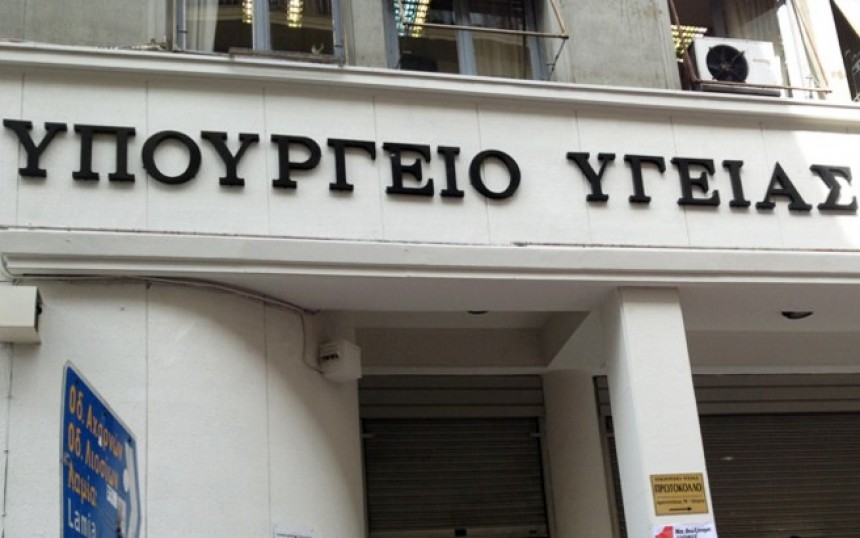 ΥΠΟΥΡΓΕΙΟ ΥΓΕΙΑΣ
Οδ. Αχαρνών
Οδ. Λιοσίων
Λαμία
Lamia
ΠΡΩΤΟΚΟΛΛΟ